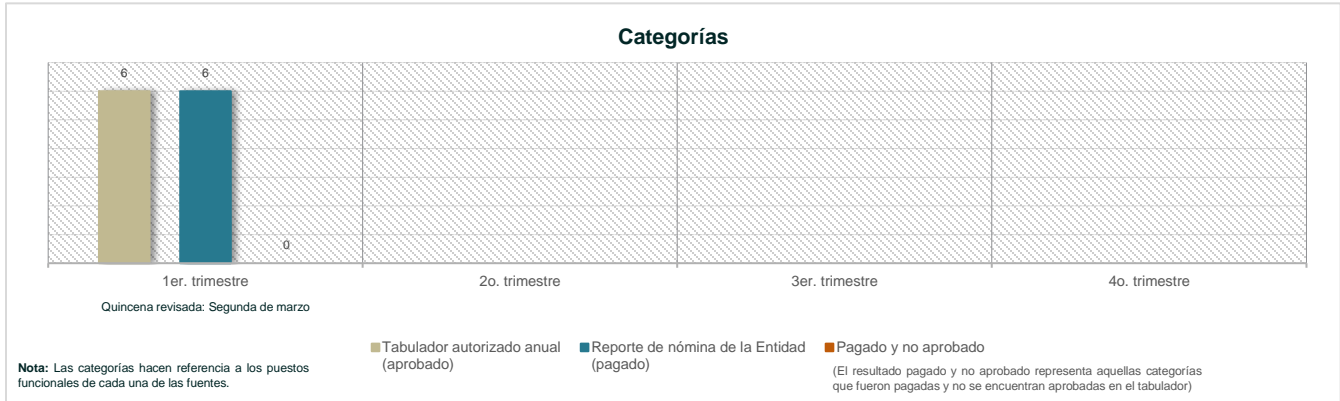 Categorías
6
6
0
1er. trimestre
2o. trimestre
3er. trimestre
4o. trimestre
Quincena revisada: Segunda de marzo
Tabulador autorizado anual
(aprobado)
Reporte de nómina de la Entidad
(pagado)
Pagado y no aprobado
(El resultado pagado y no aprobado representa aquellas categorías
que fueron pagadas y no se encuentran aprobadas en el tabulador)
Nota: Las categorías hacen referencia a los puestos
funcionales de cada una de las fuentes.